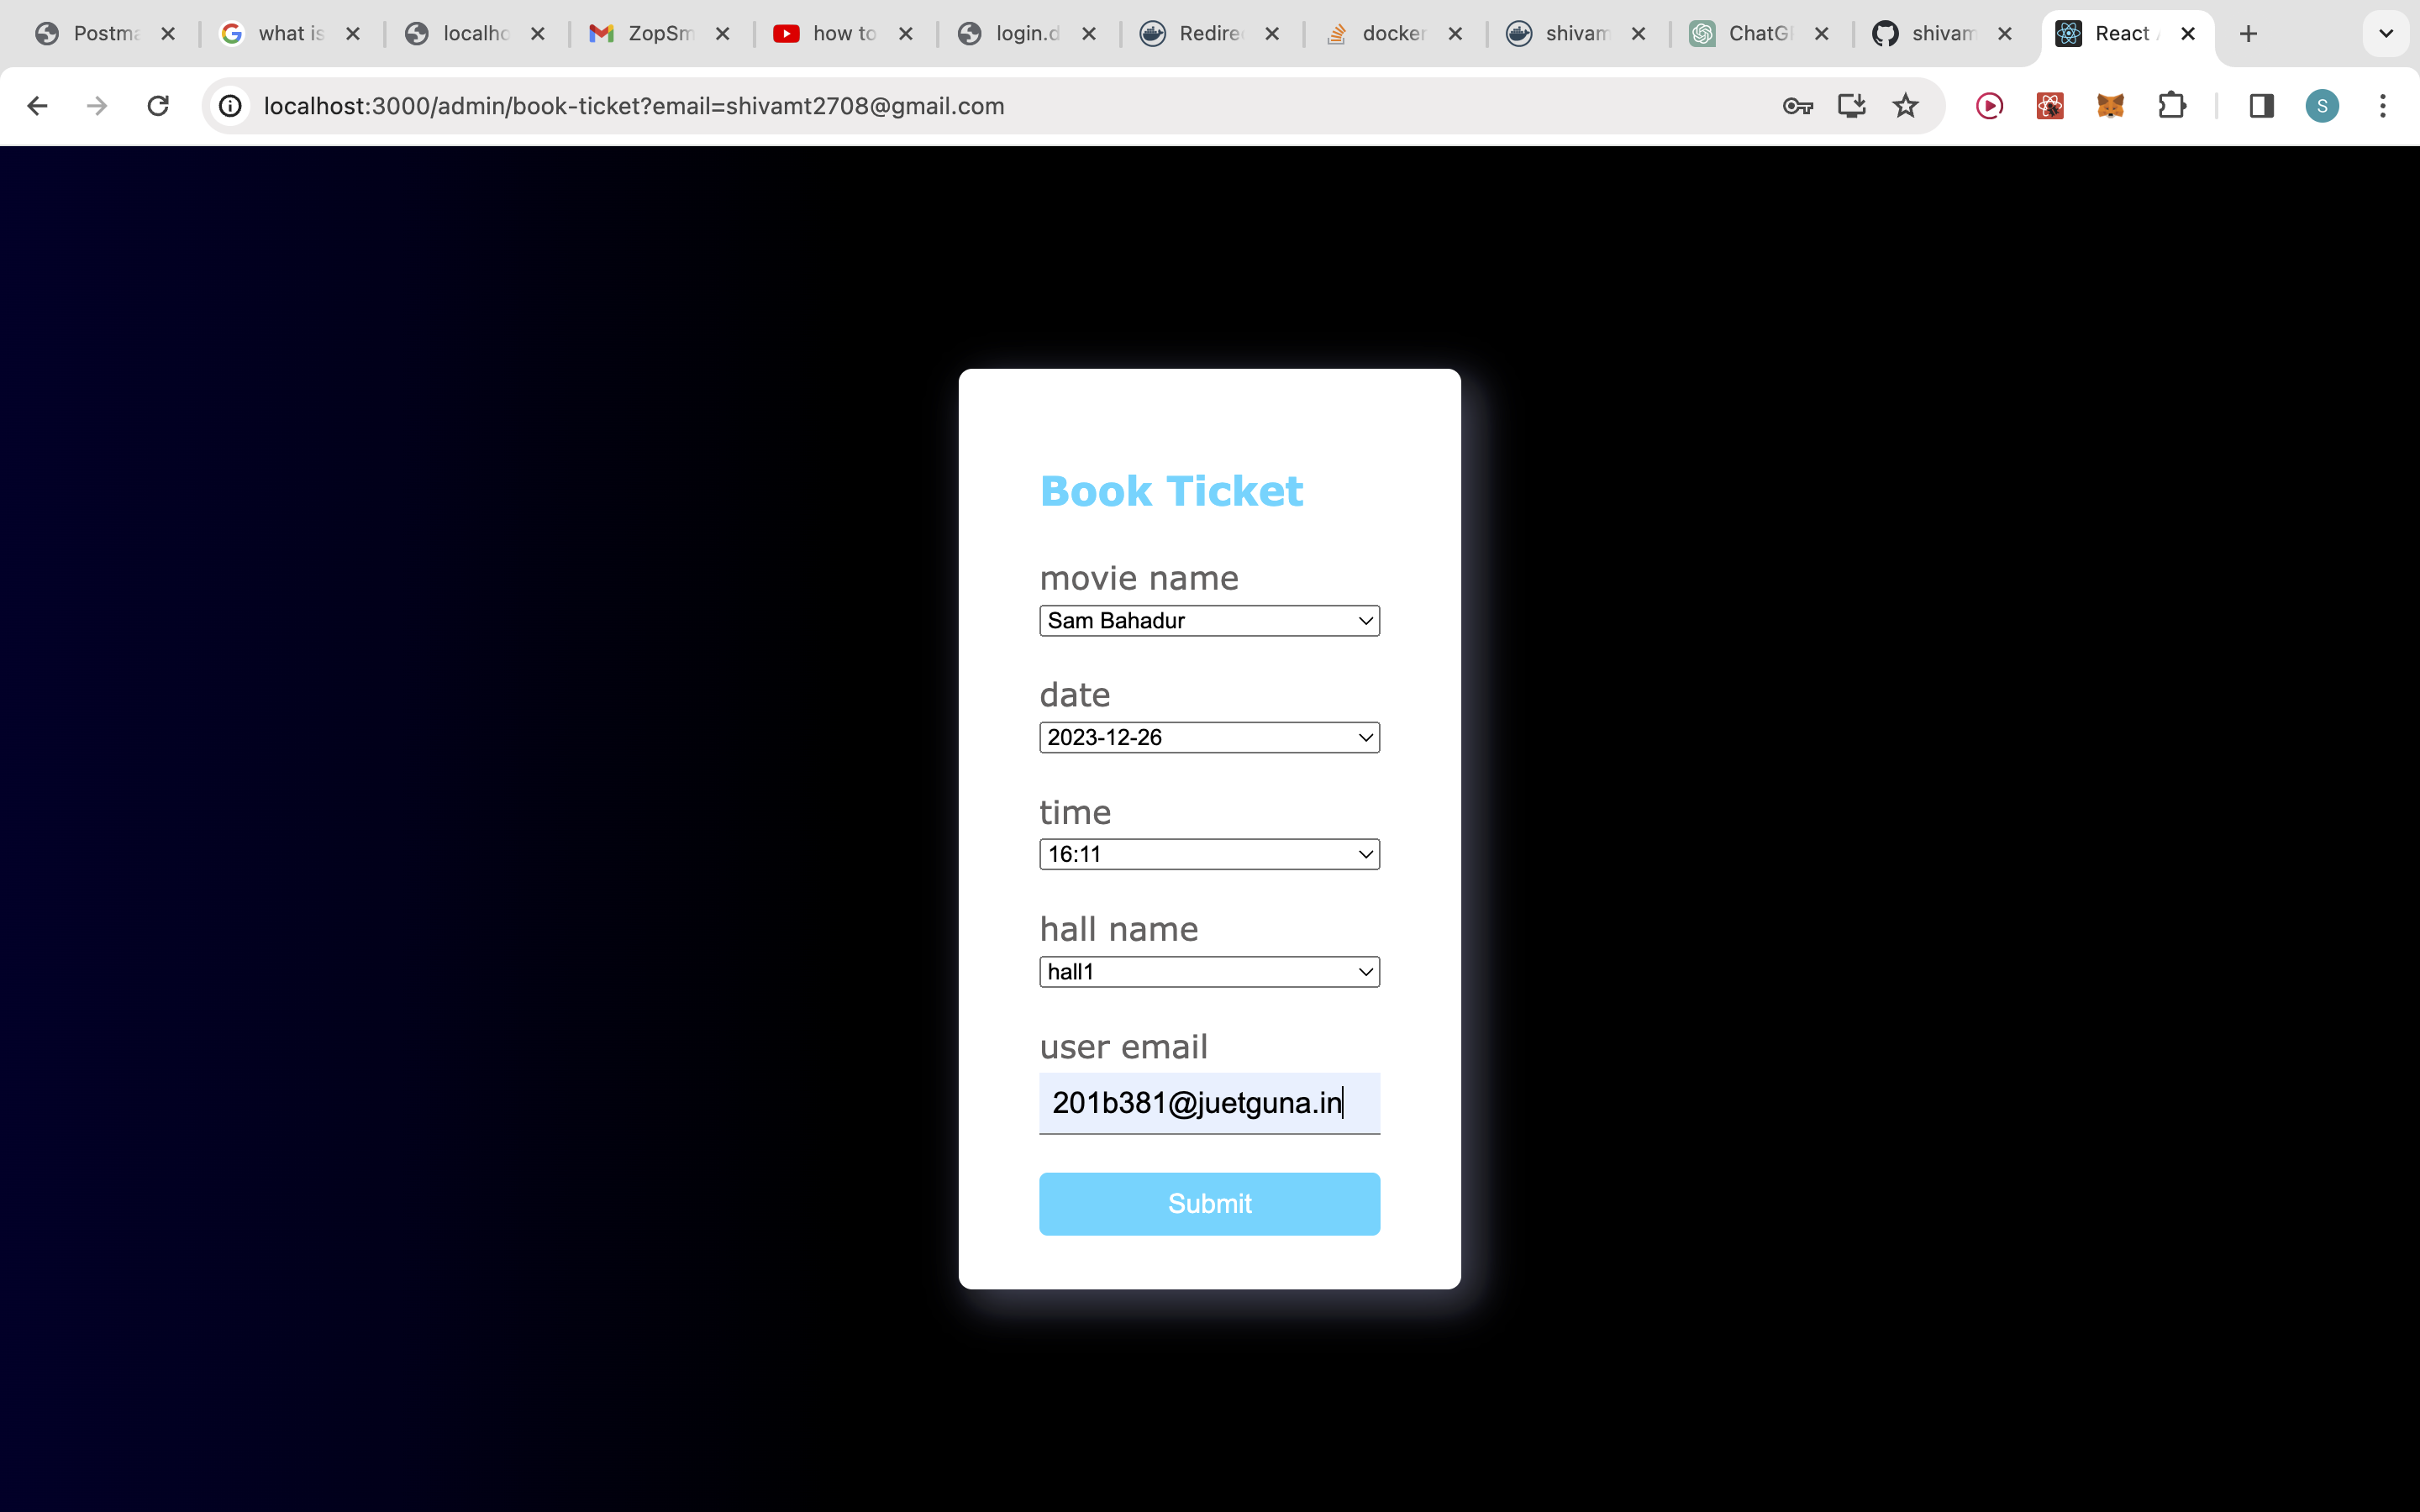 Postma
what is
localho
ZopSm
how to
login.d
Redire
docker
shivam
ChatG
shivam
React
localhost:3000/admin/book-ticket?email=shivamt2708@gmail.com
S
Book Ticket
movie name
Sam Bahadur
date
2023-12-26
time
16:11
hall name
hall1
user email
201b381@juetguna.in
Submit